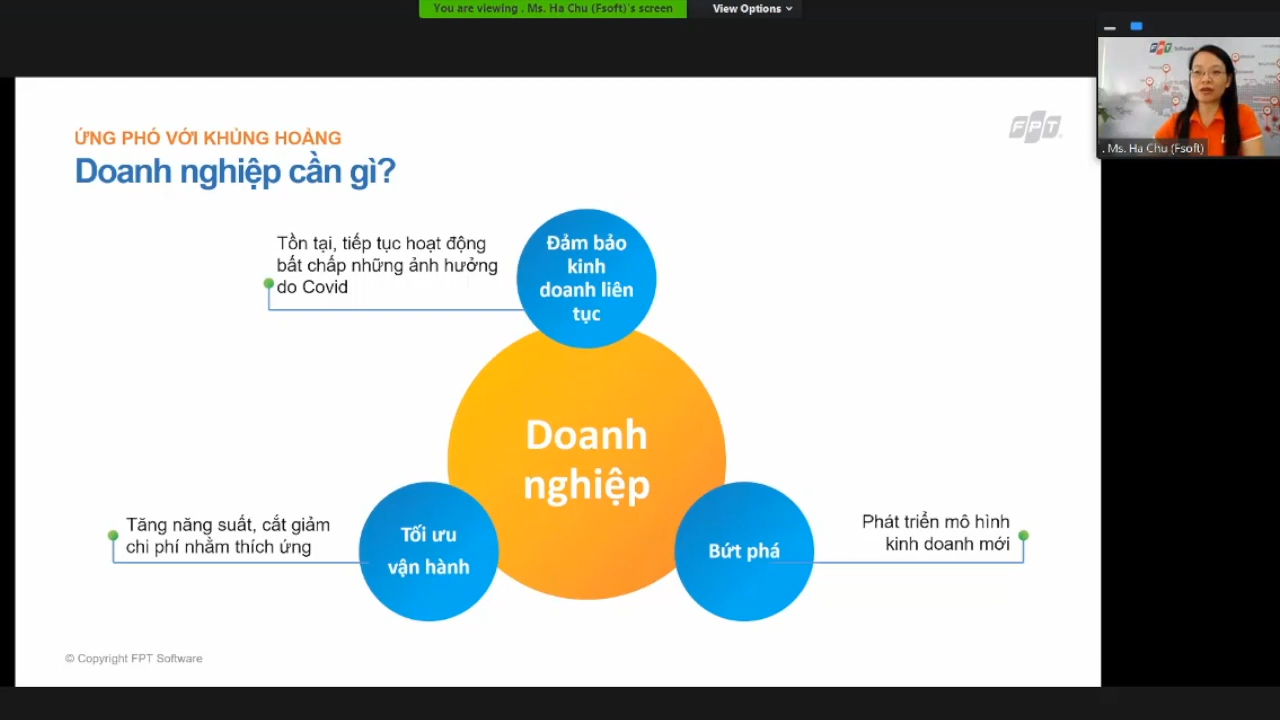 You are viewing . Ms. Ha Chu (Fsoft)'s screen
View Options
FPT Software
. Ms. Ha Chu (Fsoft)
ỨNG PHÓ VỚI KHỦNG HOẢNG
Doanh nghiệp cần gì?
FPT
Tồn tại, tiếp tục hoạt động
bất chấp những ảnh hưởng
do Covid
Đảm bảo
kinh
doanh liên
tục
Doanh
nghiệp
Tăng năng suất, cắt giảm
chi phí nhằm thích ứng
Tối ưu
vận hành
Bứt phá
Phát triển mô hình
kinh doanh mới
© Copyright FPT Software